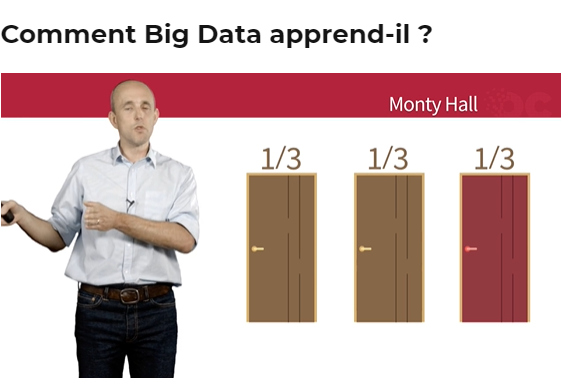 Comment Big Data apprend-il ?
Monty Hall
1/3 1/3 1/3